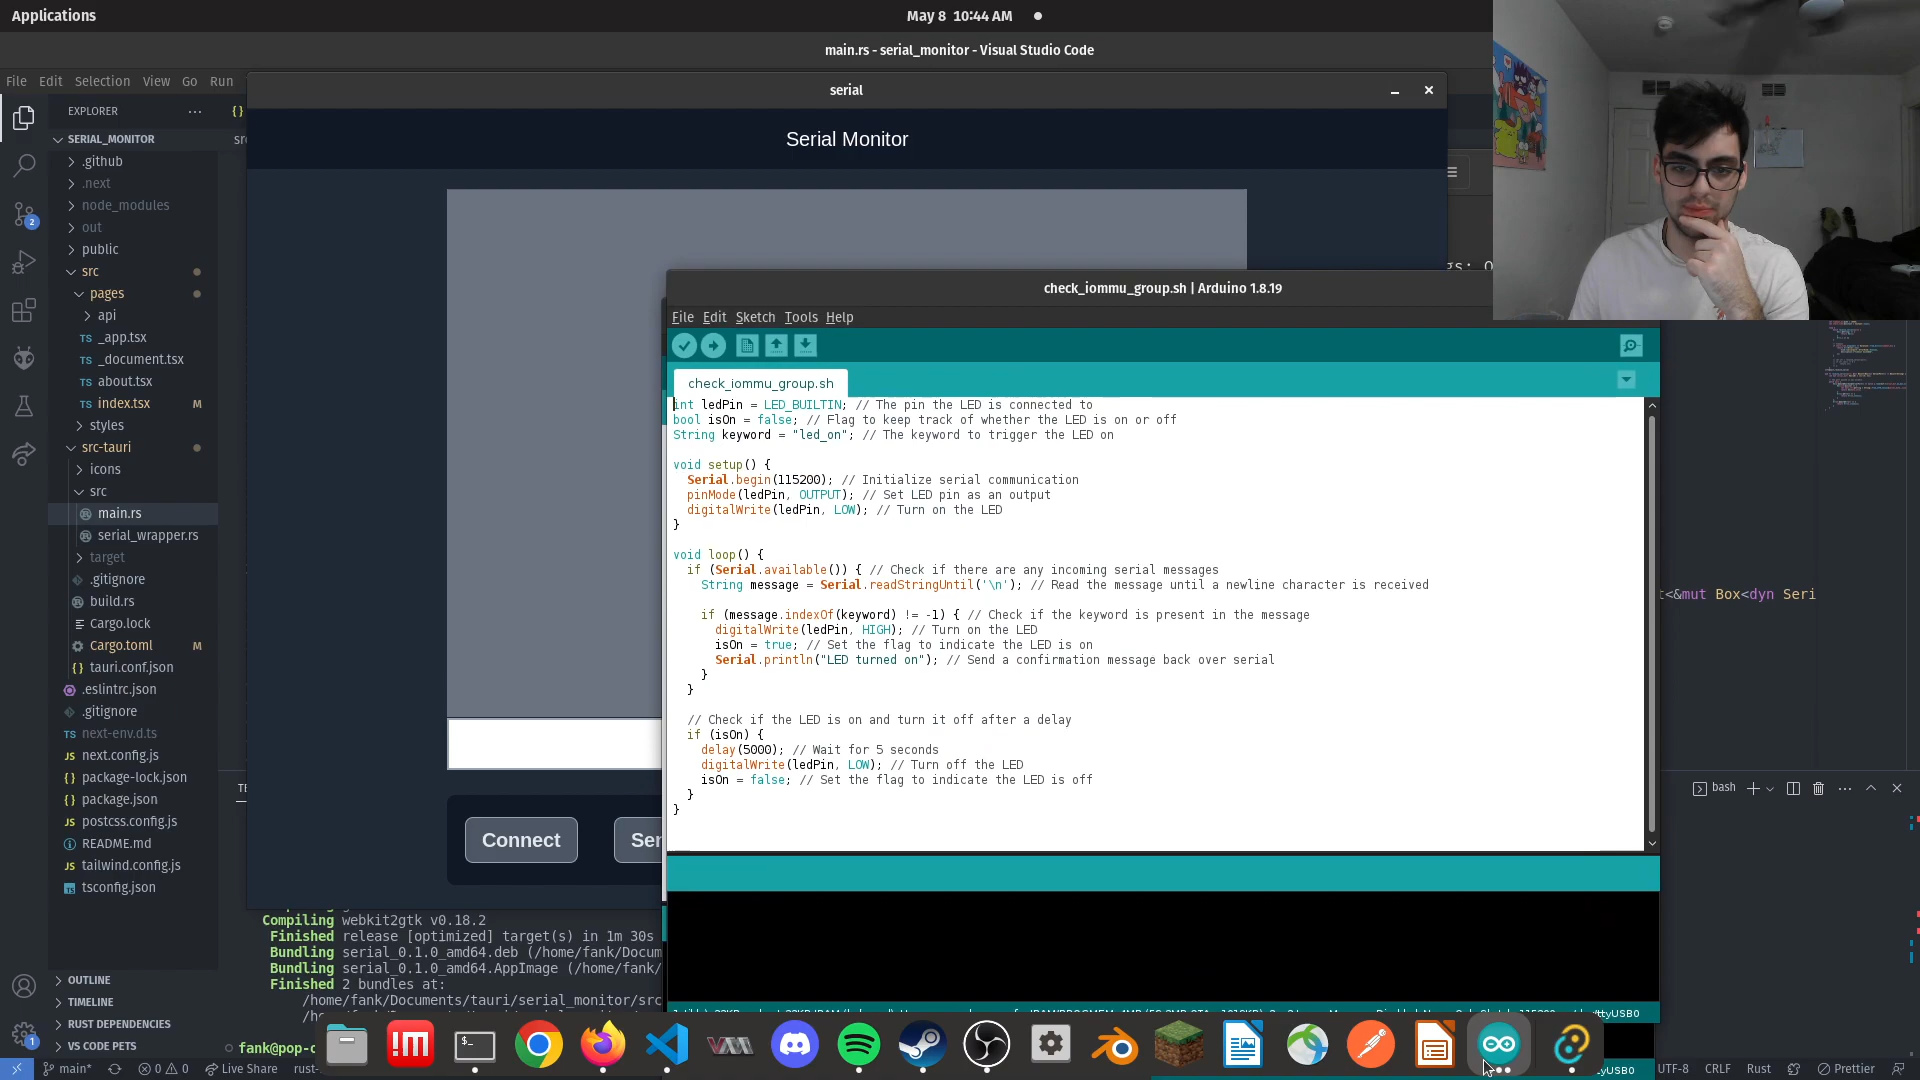 Applications
May 8 10:44 AM
main.rs - serial_monitor - Visual Studio Code
File Edit Selection View Go Run
serial
EXPLORER
{}
SERIAL_MONITOR
Serial Monitor
.github
.next
node_modules
out
public
src
pages
api
TS _app.tsx
TS _document.tsx
TS about.tsx
TS index.tsx M
styles
src-tauri
icons
src
main.rs
serial_wrapper.rs
target
.gitignore
build.rs
Cargo.lock
Cargo.toml M
{} tauri.conf.json
.eslintrc.json
.gitignore
TS next-env.d.ts
JS next.config.js
{} package-lock.json
{} package.json
JS postcss.config.js
README.md
JS tailwind.config.js
tsconfig.json
OUTLINE
TIMELINE
RUST DEPENDENCIES
VS CODE PETS
2
1
check_iommu_group.sh | Arduino 1.8.19
File Edit Sketch Tools Help
check_iommu_group.sh
int ledPin = LED_BUILTIN; // The pin the LED is connected to
bool isOn = false; // Flag to keep track of whether the LED is on or off
String keyword = "led_on"; // The keyword to trigger the LED on
void setup() {
Serial.begin(115200); // Initialize serial communication
pinMode(ledPin, OUTPUT); // Set LED pin as an output
digitalWrite(ledPin, LOW); // Turn on the LED
}
void loop() {
if (Serial.available()) { // Check if there are any incoming serial messages
String message = Serial.readStringUntil('\n'); // Read the message until a newline character is received
if (message.indexOf(keyword) != -1) { // Check if the keyword is present in the message
digitalWrite(ledPin, HIGH); // Turn on the LED
isOn = true; // Set the flag to indicate the LED is on
Serial.println("LED turned on"); // Send a confirmation message back over serial
}
}
// Check if the LED is on and turn it off after a delay
if (isOn) {
delay(5000); // Wait for 5 seconds
digitalWrite(ledPin, LOW); // Turn off the LED
isOn = false; // Set the flag to indicate the LED is off
}
}
t<&mut Box<dyn Seri
bash
Connect
Ser
Compiling webkit2gtk v0.18.2
Finished release [optimized] target(s) in 1m 30s
Bundling serial_0.1.0_amd64.deb (/home/fank/Docum
Bundling serial_0.1.0_amd64.AppImage (/home/fank/
Finished 2 bundles at:
/home/fank/Documents/tauri/serial_monitor/src
fank@pop-o
main* 0 0 Live Share rust-
UTF-8 CRLF Rust Prettier